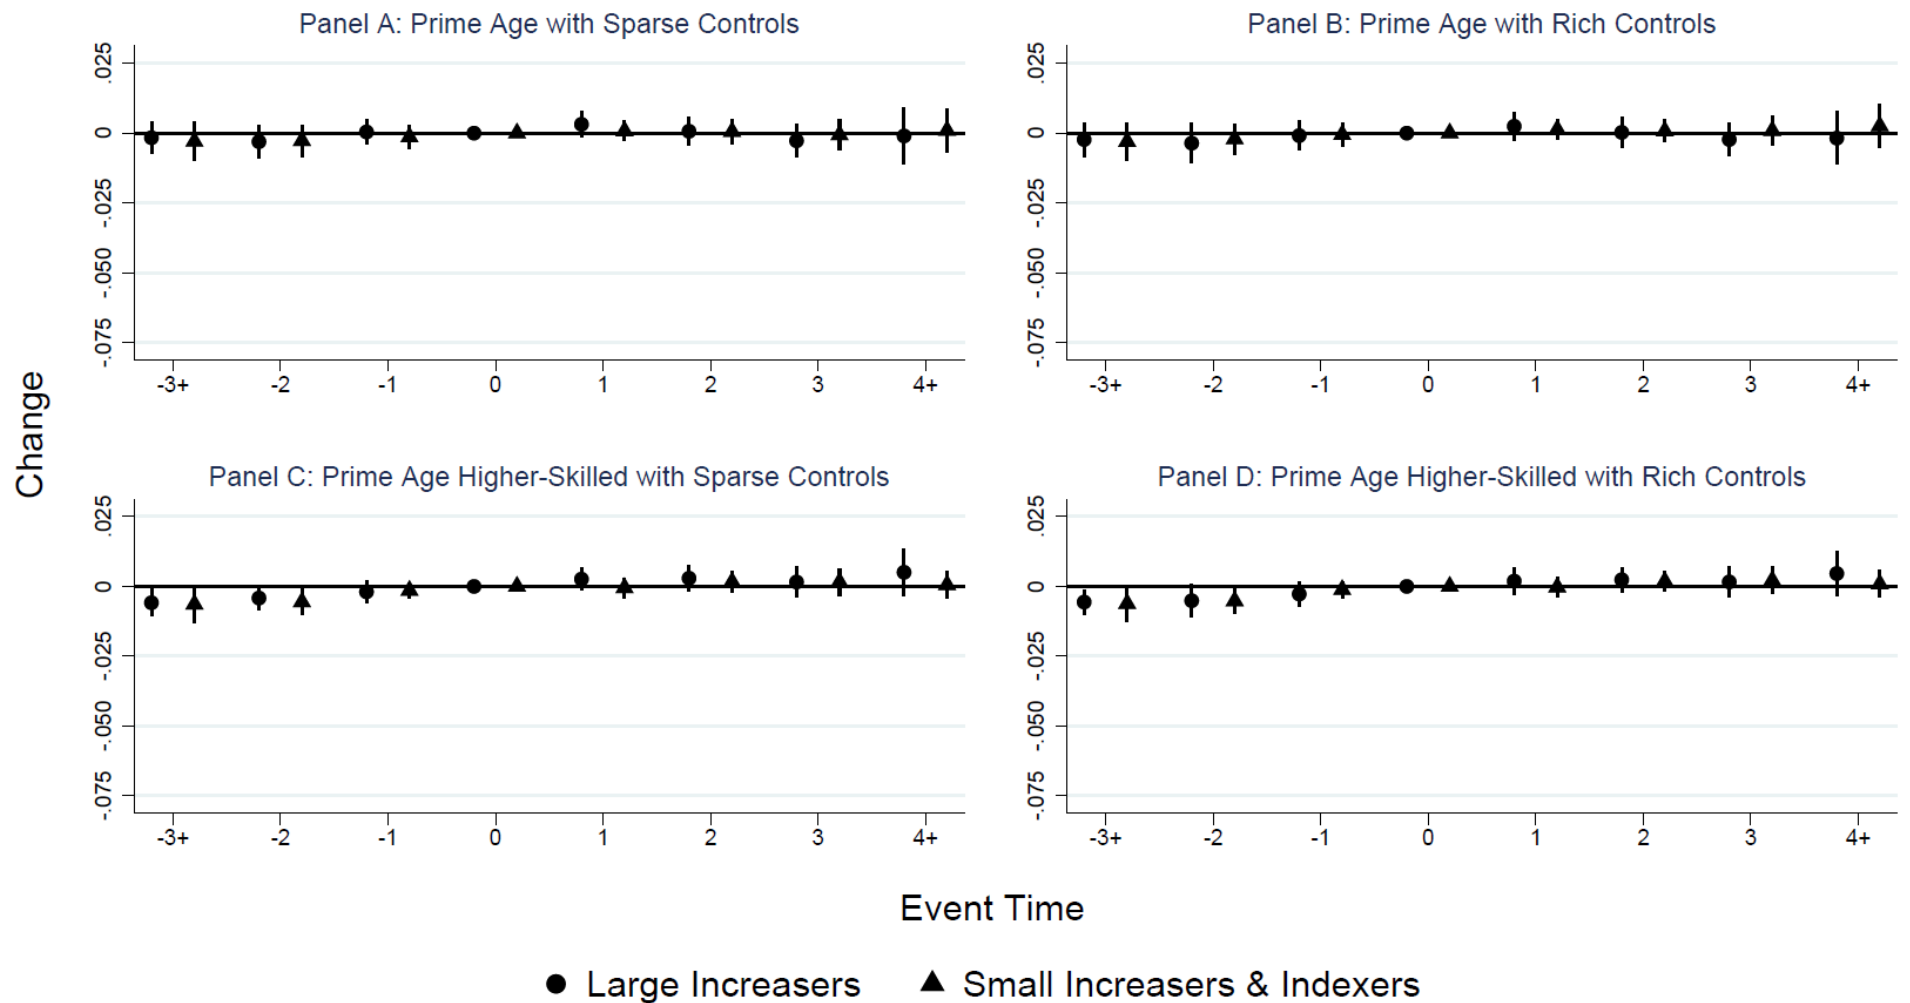 Panel A: Prime Age with Sparse Controls
.025
0
-.025
-.050
-.075
-3+ -2 -1 0 1 2 3 4+
Panel B: Prime Age with Rich Controls
.025
0
-.025
-.050
-.075
-3+ -2 -1 0 1 2 3 4+
Change
Panel C: Prime Age Higher-Skilled with Sparse Controls
.025
0
-.025
-.050
-.075
-3+ -2 -1 0 1 2 3 4+
Panel D: Prime Age Higher-Skilled with Rich Controls
.025
0
-.025
-.050
-.075
-3+ -2 -1 0 1 2 3 4+
Event Time
Large Increasers Small Increasers & Indexers